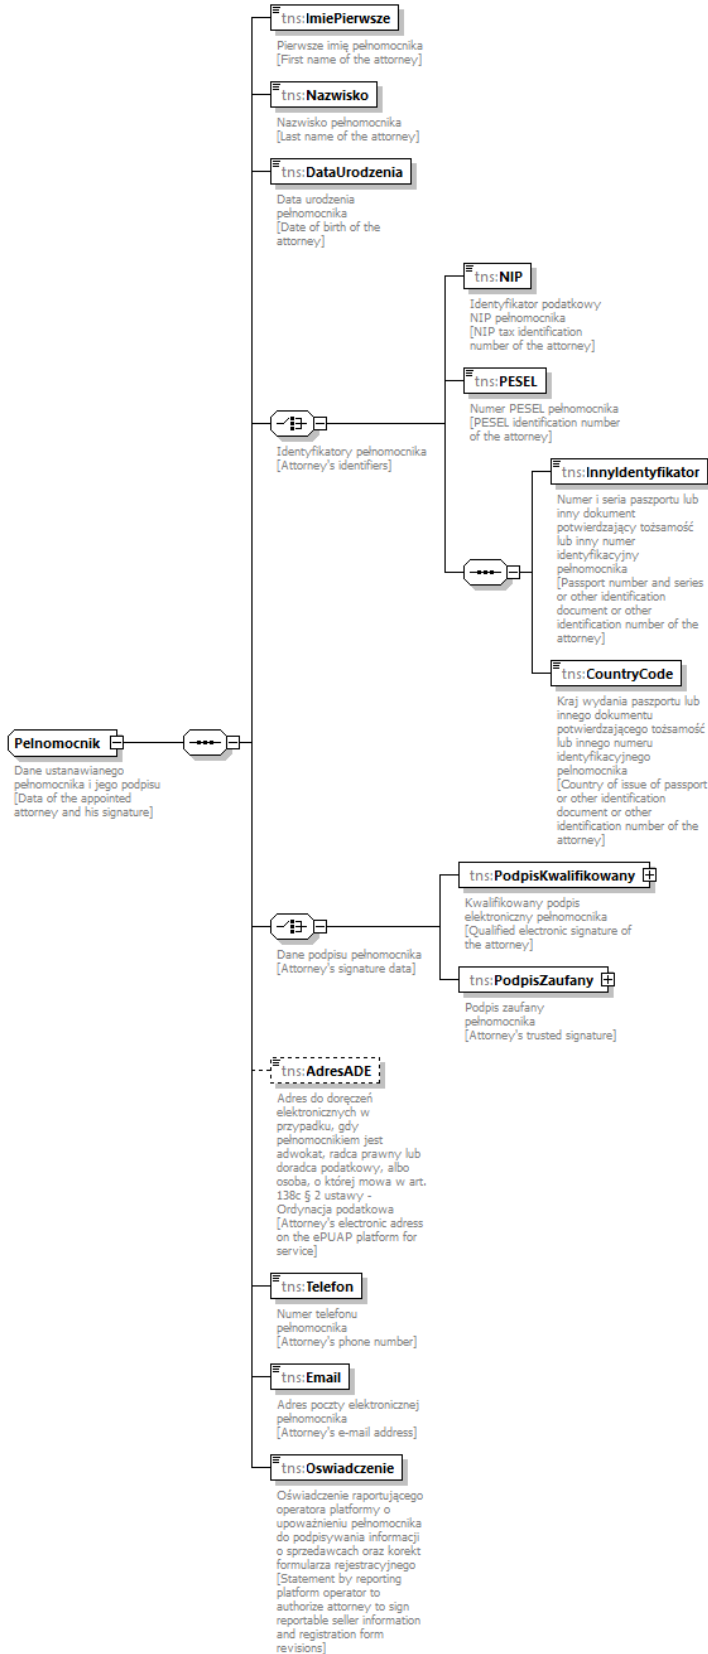 tns:ImiePierwsze
Pierwsze imię pełnomocnika
[First name of the attorney]
tns:Nazwisko
Nazwisko pełnomocnika
[Last name of the attorney]
tns:DataUrodzenia
Data urodzenia
pełnomocnika
[Date of birth of the
attorney]
tns:NIP
Identyfikator podatkowy
NIP pełnomocnika
[NIP tax identification
number of the attorney]
tns:PESEL
Numer PESEL pełnomocnika
[PESEL identification number
of the attorney]
Identyfikatory pełnomocnika
[Attorney's identifiers]
tns:InnyIdentyfikator
Numer i seria paszportu lub
inny dokument
potwierdzający tożsamość
lub inny numer
identyfikacyjny
pełnomocnika
[Passport number and series
or other identification
document or other
identification number of the
attorney]
tns:CountryCode
Kraj wydania paszportu lub
innego dokumentu
potwierdzającego tożsamość
lub innego numeru
identyfikacyjnego
pełnomocnika
[Country of issue of passport
or other identification
document or other
identification number of the
attorney]
Pelnomocnik
Dane ustanawianego
pełnomocnika i jego podpisu
[Data of the appointed
attorney and his signature]
tns:PodpisKwalifikowany
Kwalifikowany podpis
elektroniczny pełnomocnika
[Qualified electronic signature of
the attorney]
Dane podpisu pełnomocnika
[Attorney's signature data]
tns:PodpisZaufany
Podpis zaufany
pełnomocnika
[Attorney's trusted signature]
tns:AdresADE
Adres do doręczeń
elektronicznych w
przypadku, gdy
pełnomocnikiem jest
adwokat, radca prawny lub
doradca podatkowy, albo
osoba, o której mowa w art.
138c § 2 ustawy -
Ordynacja podatkowa
[Attorney's electronic adress
on the ePUAP platform for
service]
tns:Telefon
Numer telefonu
pełnomocnika
[Attorney's phone number]
tns:Email
Adres poczty elektronicznej
pełnomocnika
[Attorney's e-mail address]
tns:Oswiadczenie
Oświadczenie raportującego
operatora platformy o
upoważnieniu pełnomocnika
do podpisywania informacji
o sprzedawcach oraz korekt
formularza rejestracyjnego
[Statement by reporting
platform operator to
authorize attorney to sign
reportable seller information
and registration form
revisions]